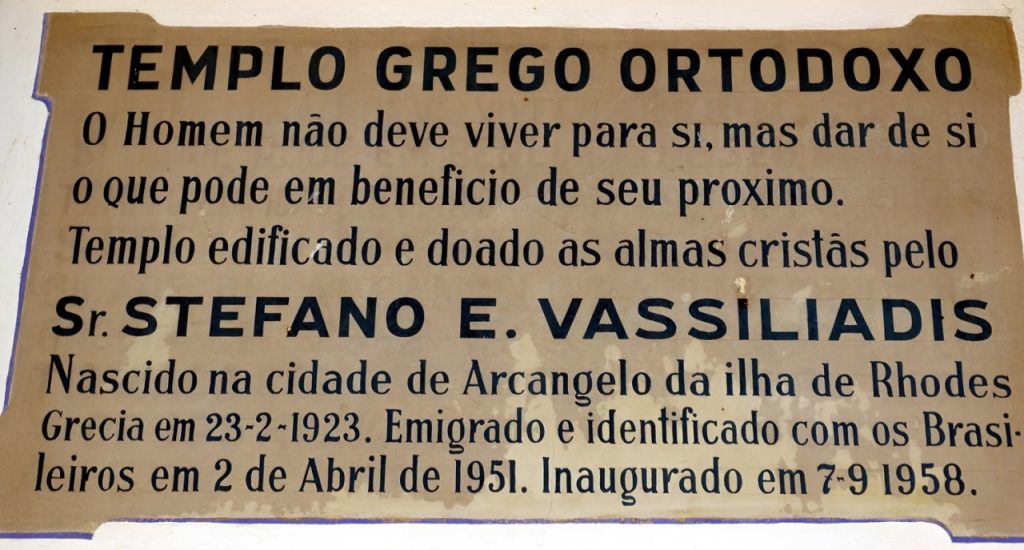 TEMPLO GREGO ORTODOXO
O Homem não deve viver para si, mas dar de si
o que pode em beneficio de seu proximo.
Templo edificado e doado as almas cristãs pelo
Sr. STEFANO E. VASSILIADIS
Nascido na cidade de Arcangelo da ilha de Rhodes
Grecia em 23-2-1923. Emigrado e identificado com os Brasi-
leiros em 2 de Abril de 1951. Inaugurado em 7-9 1958.